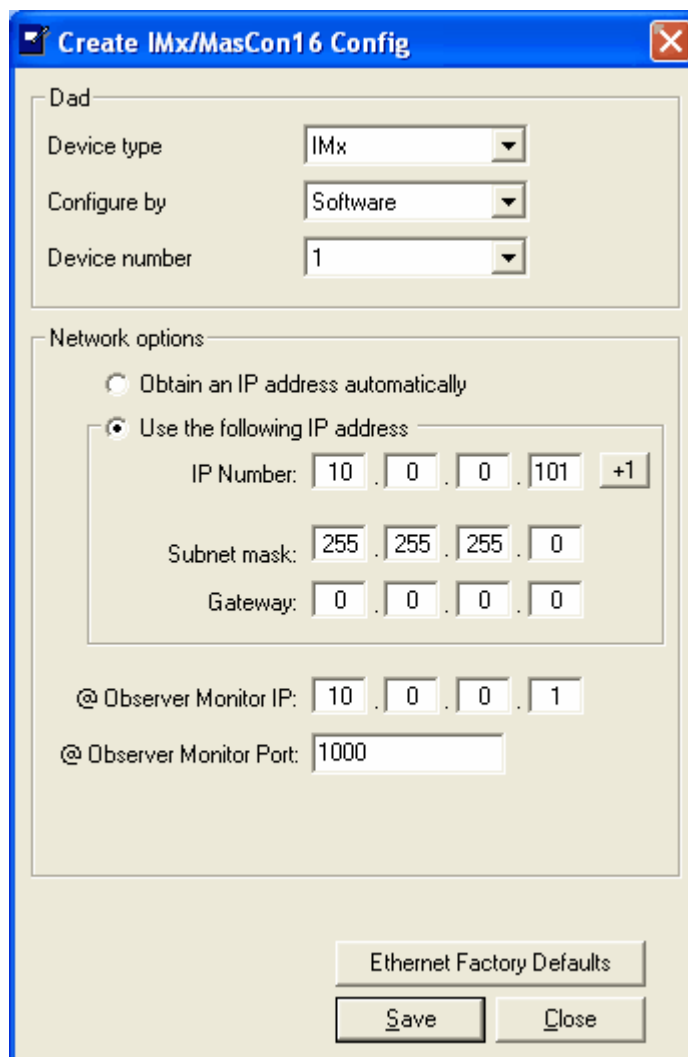 Create IMx/MasCon16 Config
Dad
Device type IMx
Configure by Software
Device number 1
Network options
Obtain an IP address automatically
Use the following IP address
IP Number: 10 . 0 . 0 . 101 +1
Subnet mask: 255 . 255 . 255 . 0
Gateway: 0 . 0 . 0 . 0
@ Observer Monitor IP: 10 . 0 . 0 . 1
@ Observer Monitor Port: 1000
Ethernet Factory Defaults
Save Close